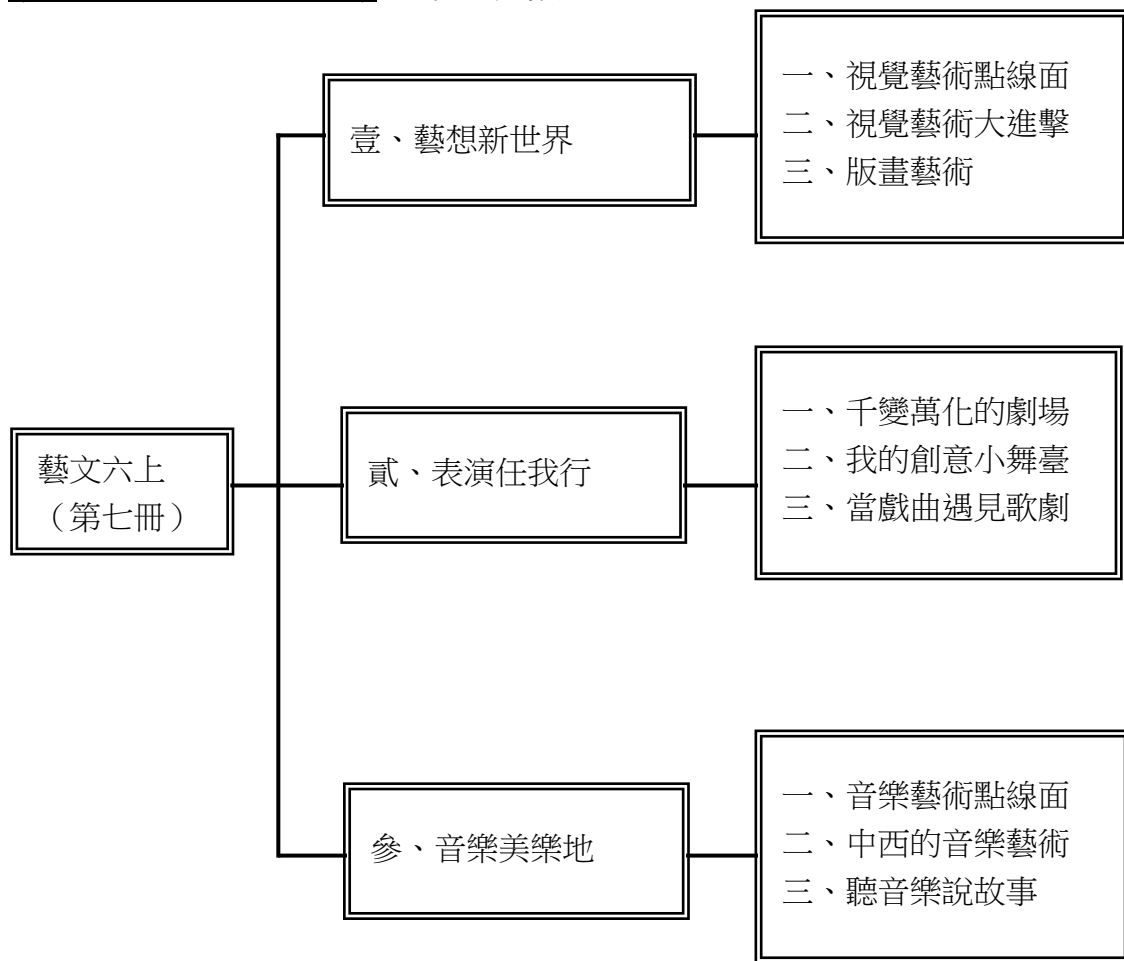 壹、藝想新世界
一、視覺藝術點線面
二、視覺藝術大進擊
三、版畫藝術
藝文六上
（第七冊）
貳、表演任我行
一、千變萬化的劇場
二、我的創意小舞臺
三、當戲曲遇見歌劇
參、音樂美樂地
一、音樂藝術點線面
二、中西的音樂藝術
三、聽音樂說故事